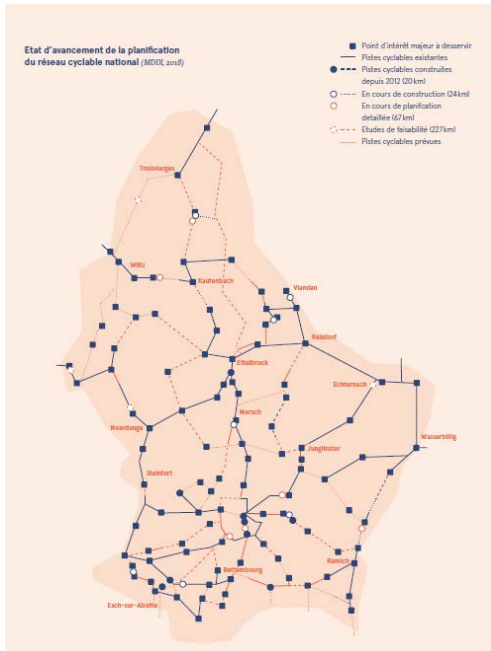 Etat d'avancement de la planification
du réseau cyclable national (MDDI, 2018)
Point d'intérêt majeur à desservir
Pistes cyclables existantes
Pistes cyclables construites
depuis 2012 (20 km)
En cours de construction (24 km)
En cours de planifcation
detaillée (67 km)
Etudes de faisabilité (227 km)
Pistes cyclables prévues
Troisvierges
Wiltz
Kautenbach
Vianden
Reisdorf
Ettelbruck
Echternach
Mersch
Noerdange
Wasserbillig
Junglinster
Steinfort
Remich
Bettembourg
Esch-sur-Alzette